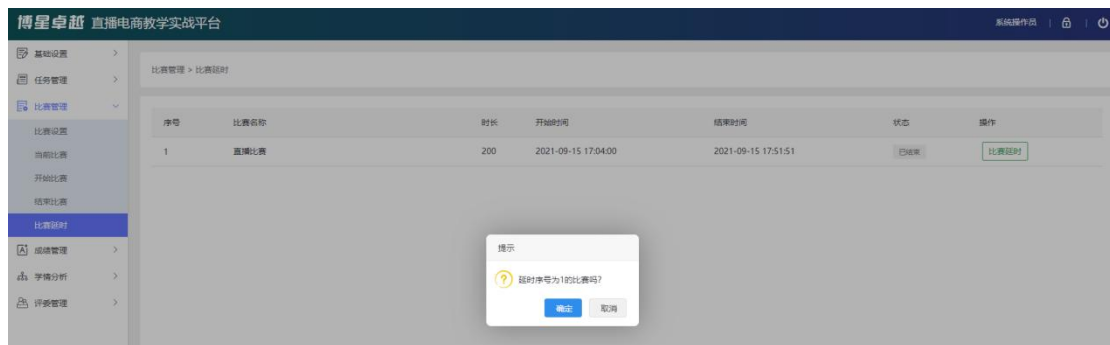 博星卓越 直播电商教学实战平台
系统操作员
基础设置
任务管理
比赛管理
比赛设置
当前比赛
开始比赛
结束比赛
比赛延时
成绩管理
学情分析
评委管理
比赛管理 > 比赛延时
序号 比赛名称 时长 开始时间 结束时间 状态 操作
1 直播比赛 200 2021-09-15 17:04:00 2021-09-15 17:51:51 已结束 比赛延时
提示
延时序号为1的比赛吗?
确定 取消